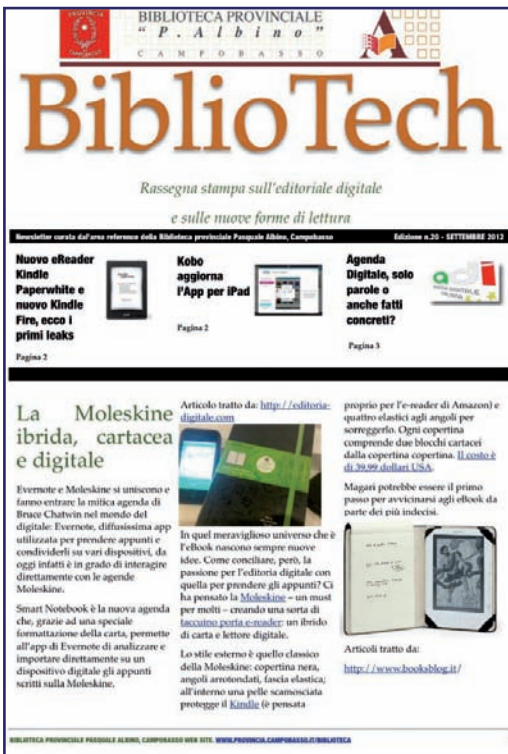 BIBLIOTECA PROVINCIALE
"P. Albino"
CAMPOBASSO
BiblioTech
Rassegna stampa sull'editoriale digitale
e sulle nuove forme di lettura
Newsletter curata dal'area reference della Biblioteca provinciale Pasquale Albino, Campobasso
Edizione n.20 - SETTEMBRE 2012
Nuovo eReader
Kindle
Paperwhite e
nuovo Kindle
Fire, ecco i
primi leaks
Pagina 2
Kobo
aggiorna
l'App per iPad
Pagina 2
Agenda
Digitale, solo
parole o
anche fatti
concreti?
Pagina 3
La Moleskine
ibrida, cartacea
e digitale
Evernote e Moleskine si uniscono e
fanno entrare la mitica agenda di
Bruce Chatwin nel mondo del
digitale: Evernote, diffusissima app
utilizzata per prendere appunti e
condividerli su vari dispositivi, da
oggi infatti è in grado di interagire
direttamente con le agende
Moleskine.
Smart Notebook è la nuova agenda
che, grazie ad una speciale
formattazione della carta, permette
all'app di Evernote di analizzare e
importare direttamente su un
dispositivo digitale gli appunti
scritti sulla Moleskine.
Articolo tratto da: http://editoria-
digitale.com
In quel meraviglioso universo che è
l'eBook nascono sempre nuove
idee. Come conciliare, però, la
passione per l'editoria digitale con
quella per prendere gli appunti? Ci
ha pensato la Moleskine – un must
per molti – creando una sorta di
taccuino porta e-reader: un ibrido
di carta e lettore digitale.
Lo stile esterno è quello classico
della Moleskine: copertina nera,
angoli arrotondati, fascia elastica;
all'interno una pelle scamosciata
protegge il Kindle (è pensata
proprio per l'e-reader di Amazon) e
quattro elastici agli angoli per
sorreggerlo. Ogni copertina
comprende due blocchi cartacei
dalla copertina copertina. Il costo è
di 39,99 dollari USA.
Magari potrebbe essere il primo
passo per avvicinarsi agli eBook da
parte dei più indecisi.
Articoli tratto da:
http://www.booksblog.it/
BIBLIOTECA PROVINCIALE PASQUALE ALBINO, CAMPOBASSO WEB SITE. WWW.PROVINCIA.CAMPOBASSO.IT/BIBLIOTECA